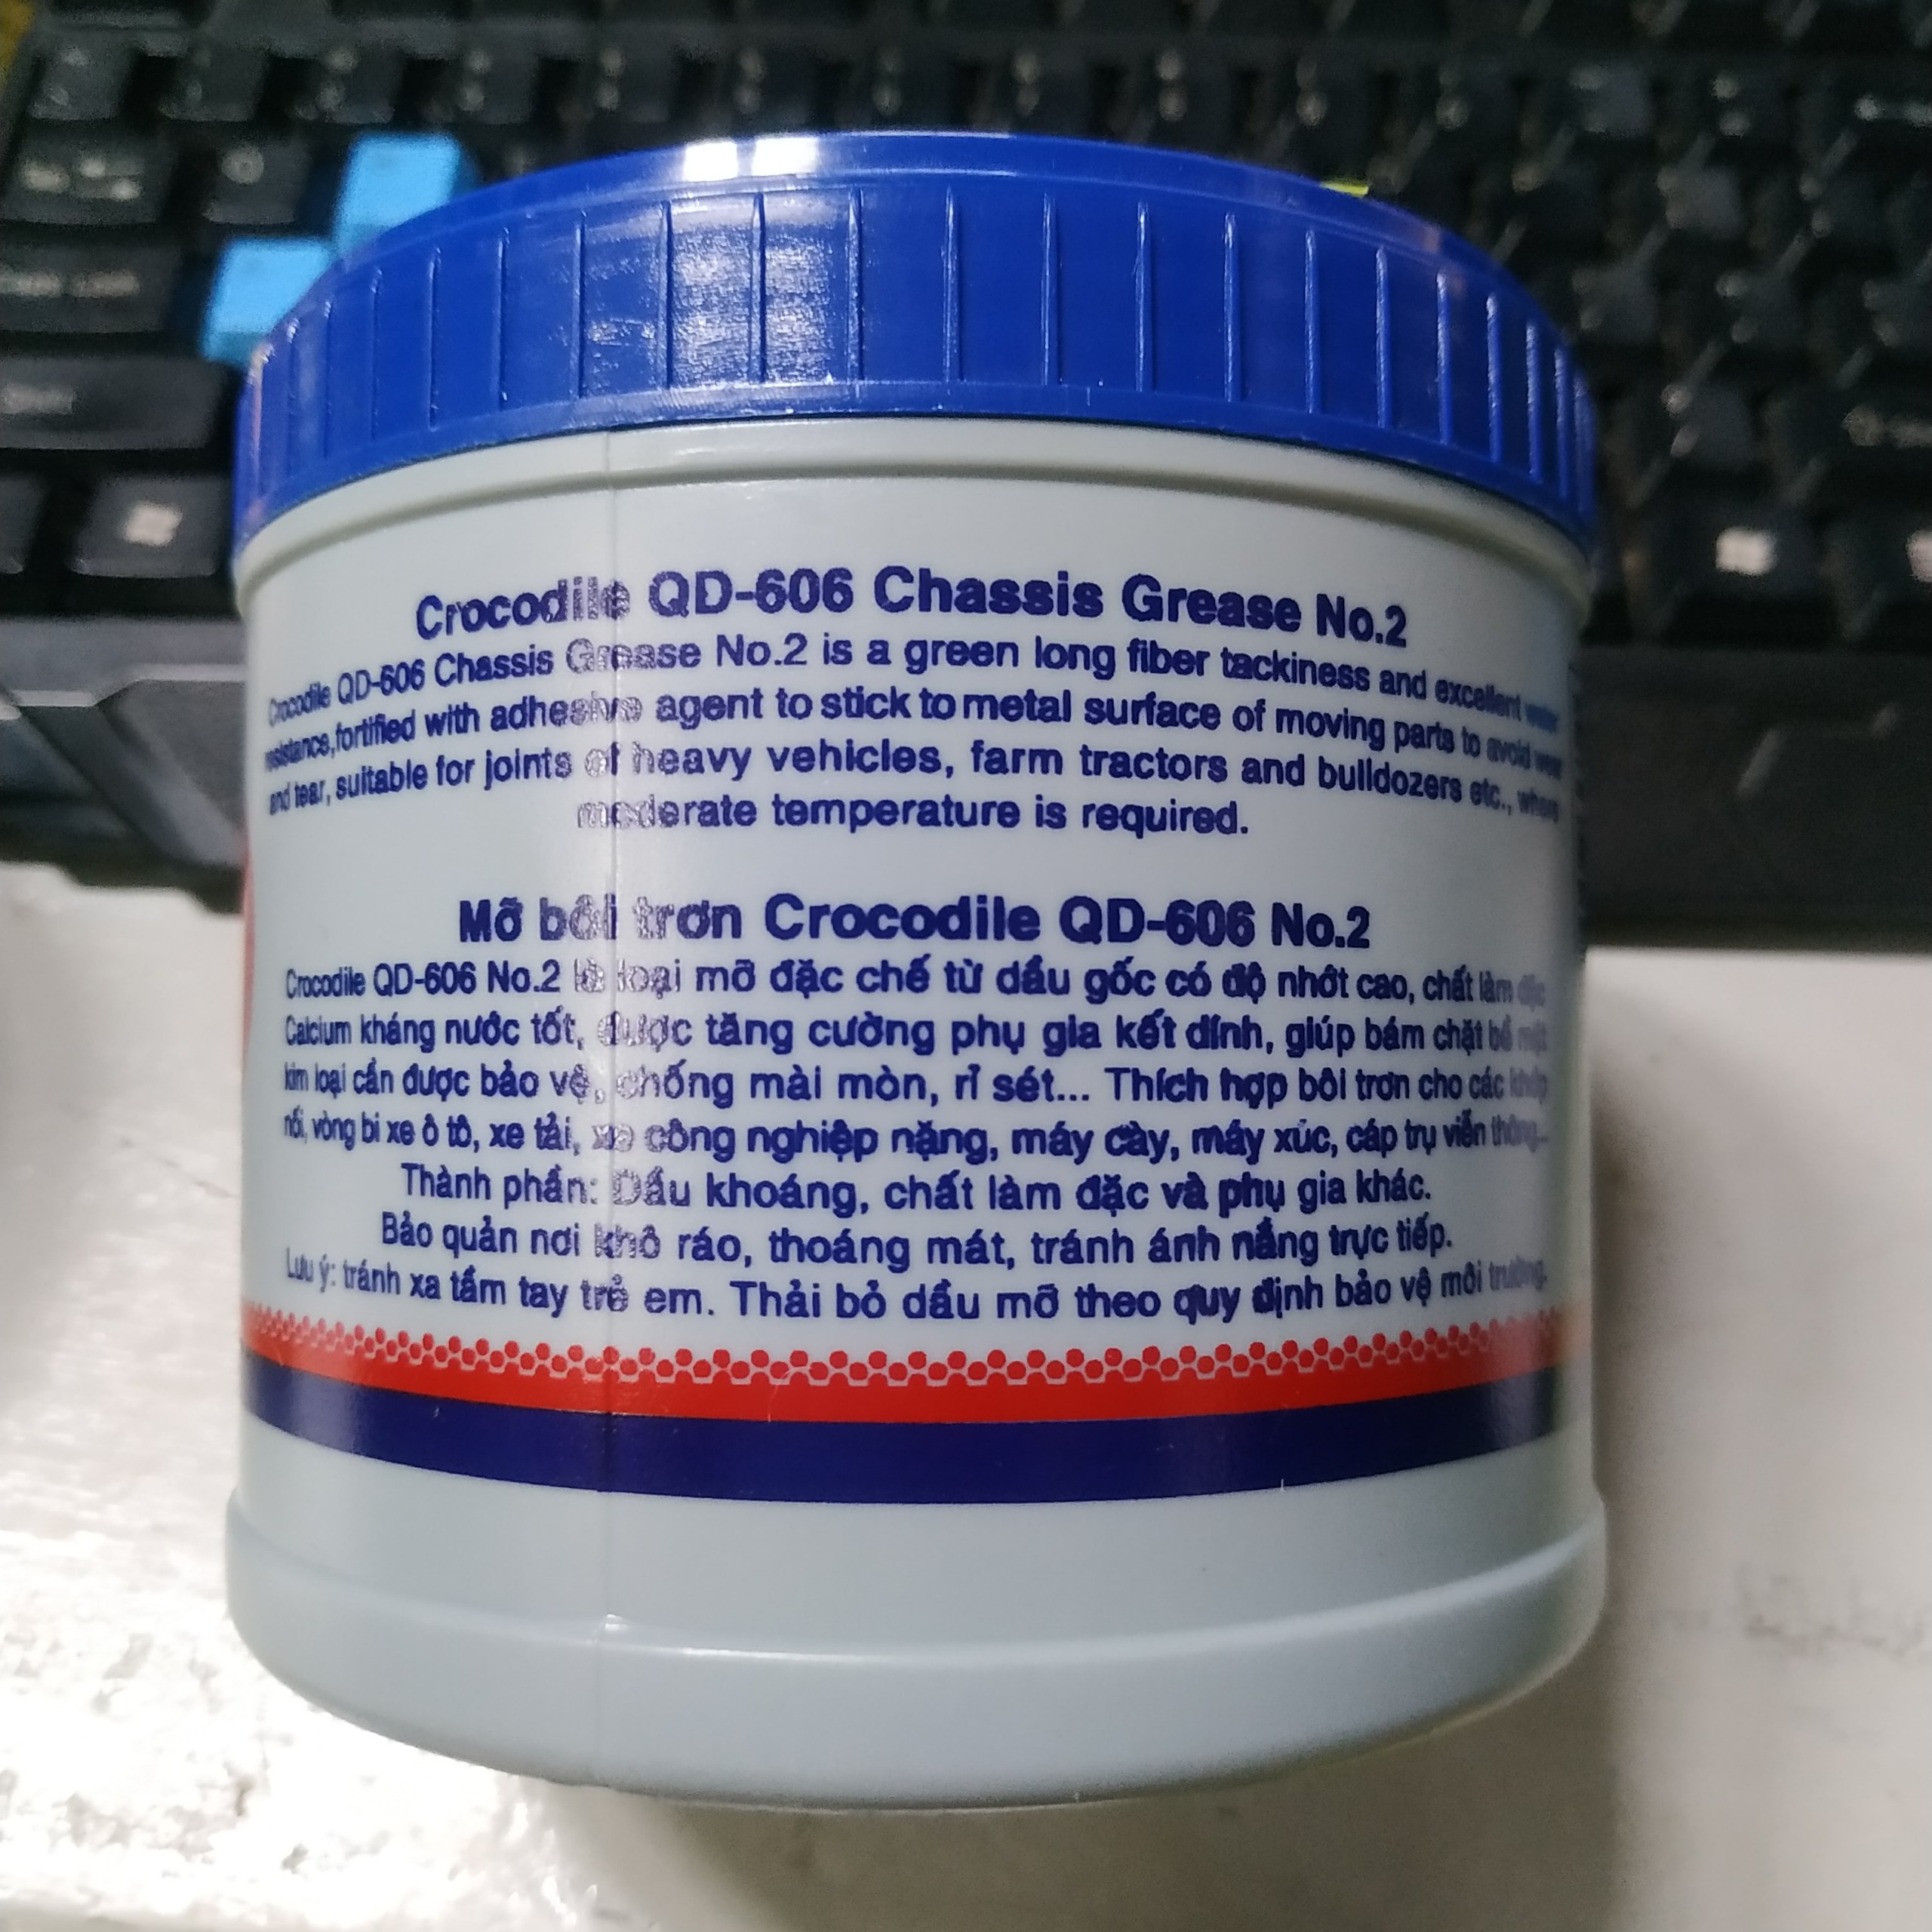 Crocodile QD-606 Chassis Grease No.2
Crocodile QD-606 Chassis Grease No.2 is a green long fiber tackiness and excellent water
resistance,fortified with adhesive agent to stick to metal surface of moving parts to avoid wear
and tear, suitable for joints of heavy vehicles, farm tractors and bulldozers etc., where
moderate temperature is required.
Mỡ bôi trơn Crocodile QD-606 No.2
Crocodile QD-606 No.2 là loại mỡ đặc chế từ dầu gốc có độ nhớt cao, chất làm đặc
Calcium kháng nước tốt, được tăng cường phụ gia kết dính, giúp bám chặt bề mặt
kim loại cần được bảo vệ, chống mài mòn, rỉ sét... Thích hợp bôi trơn cho các khớp
nối, vòng bi xe ô tô, xe tải, xe công nghiệp nặng, máy cày, máy xúc, cáp trụ viễn thông...
Thành phần: Dầu khoáng, chất làm đặc và phụ gia khác.
Bảo quản nơi khô ráo, thoáng mát, tránh ánh nắng trực tiếp.
Lưu ý: tránh xa tầm tay trẻ em. Thải bỏ dầu mỡ theo quy định bảo vệ môi trường.